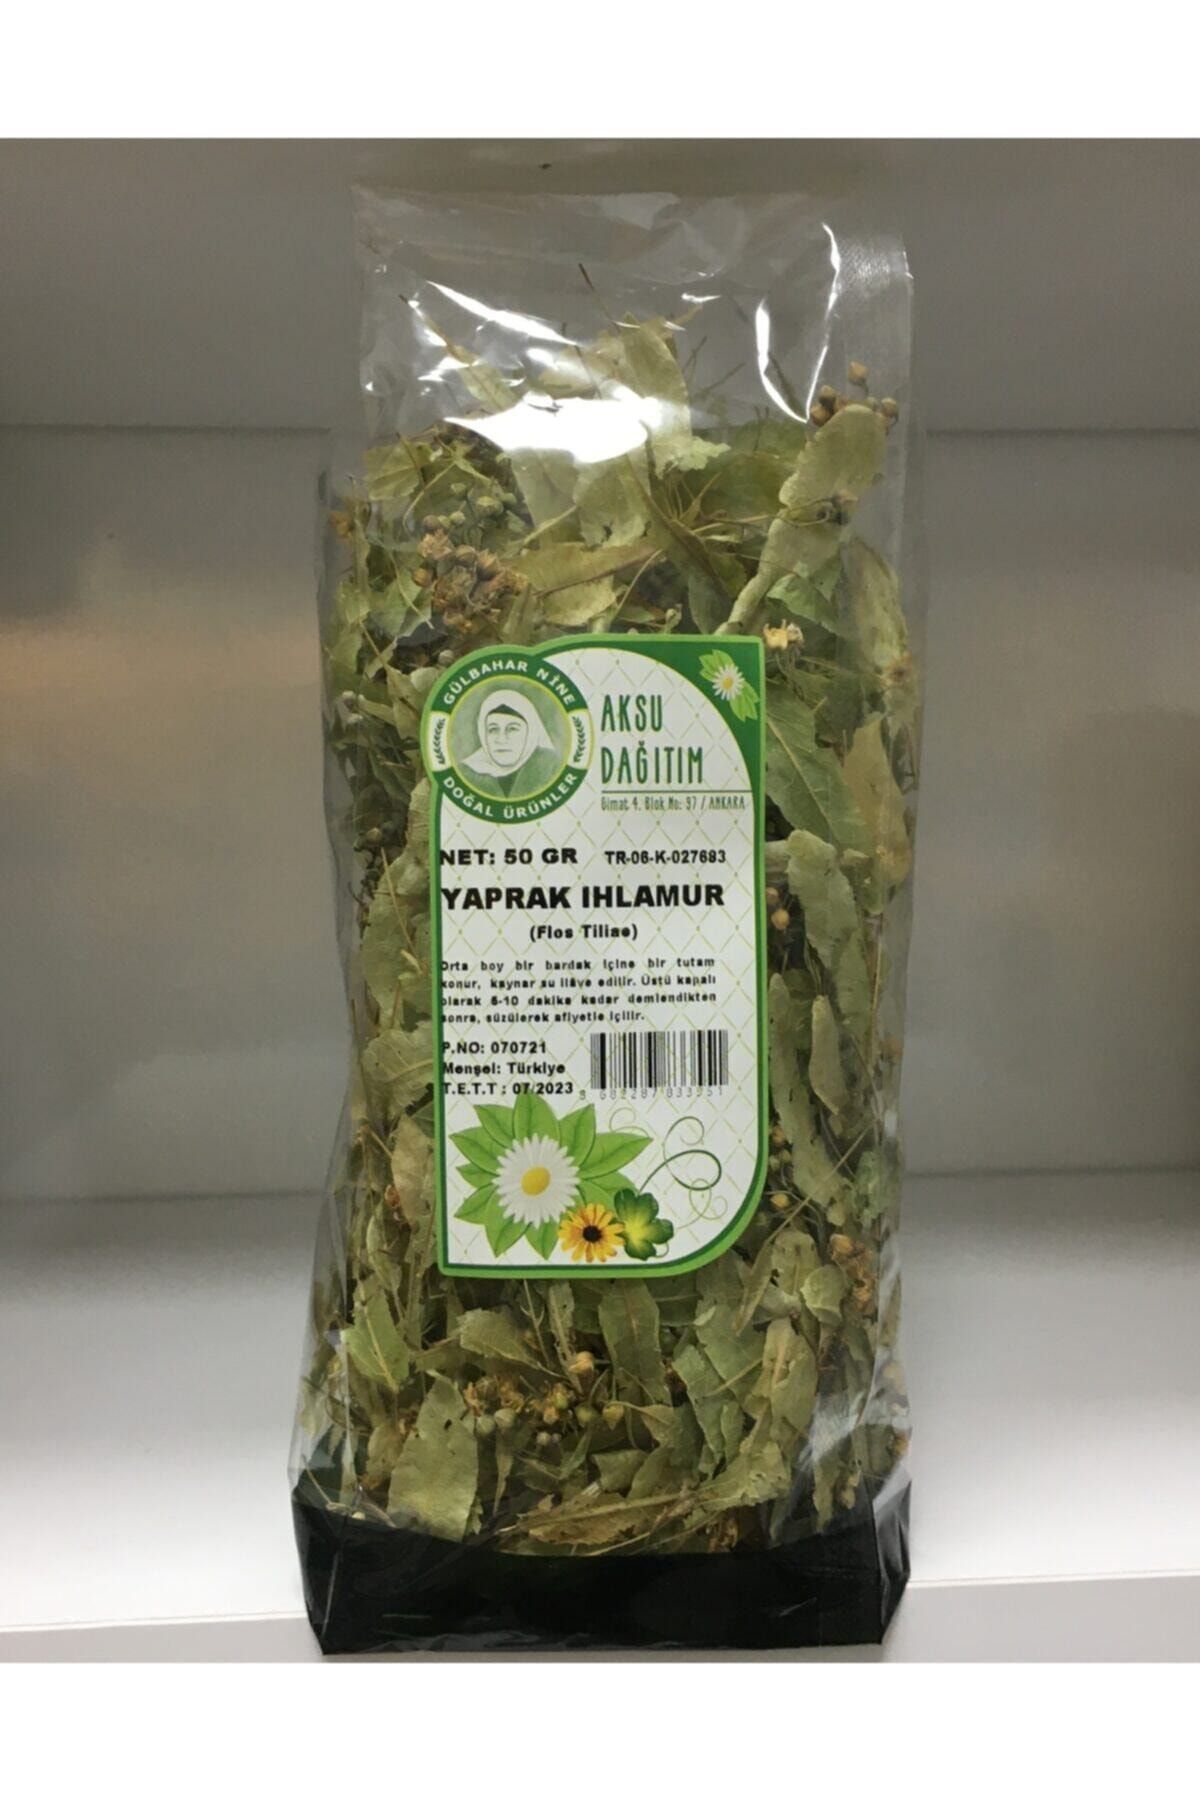 GÜLBAHAR NİNE
DOĞAL ÜRÜNLER
AKSU
DAĞITIM
Gimat 4. Blok No: 97 / ANKARA
NET: 50 GR TR-06-K-027683
YAPRAK IHLAMUR
(Flos Tiliae)
Orta boy bir bardak içine bir tutam
konur, kaynar su ilave edilir. Üstü kapalı
olarak 5-10 dakika kadar demlendikten
sonra, süzülerek afiyetle içilir.
P.NO: 070721
Menşei: Türkiye
T.E.T.T : 07/2023